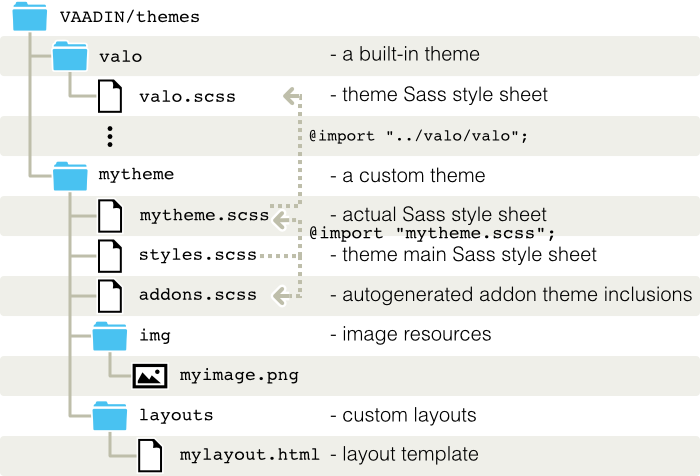 VAADIN/themes
valo - a built-in theme
valo.scss - theme Sass style sheet
@import "../valo/valo";
mytheme - a custom theme
mytheme.scss - actual Sass style sheet
@import "mytheme.scss";
styles.scss - theme main Sass style sheet
addons.scss - autogenerated addon theme inclusions
img - image resources
myimage.png
layouts - custom layouts
mylayout.html - layout template